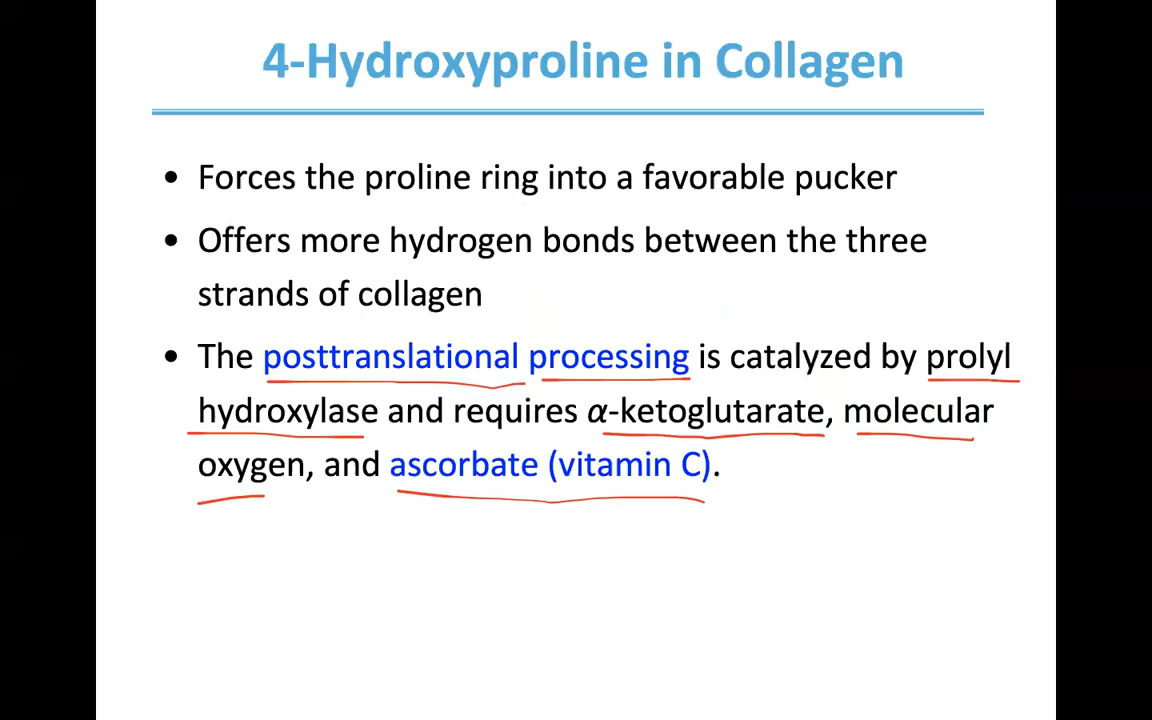 4-Hydroxyproline in Collagen
• Forces the proline ring into a favorable pucker
• Offers more hydrogen bonds between the three
strands of collagen
• The posttranslational processing is catalyzed by prolyl
hydroxylase and requires α-ketoglutarate, molecular
oxygen, and ascorbate (vitamin C).